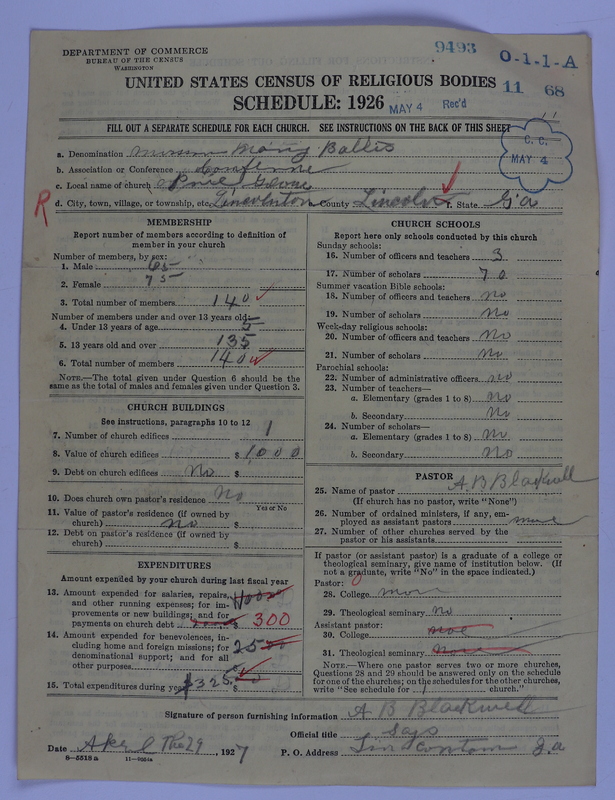 DEPARTMENT OF COMMERCE
BUREAU OF THE CENSUS
WASHINGTON
9493 O-1-1-A
UNITED STATES CENSUS OF RELIGIOUS BODIES
11 68
SCHEDULE: 1926 MAY 4 Rec'd
FILL OUT A SEPARATE SCHEDULE FOR EACH CHURCH. SEE INSTRUCTIONS ON THE BACK OF THIS SHEET
C. C.
MAY 4
a. Denomination
b. Association or Conference
c. Local name of church
R
d. City, town, village, or township, etc. Lincolnton County Lincoln f. State Ga
MEMBERSHIP
Report number of members according to definition of
member in your church
Number of members, by sex:
1. Male 65
2. Female 75
3. Total number of members 140
Number of members under and over 13 years old:
4. Under 13 years of age 5
5. 13 years old and over 135
6. Total number of members 140
NOTE.—The total given under Question 6 should be the
same as the total of males and females given under Question 3.
CHURCH BUILDINGS
See instructions, paragraphs 10 to 12
7. Number of church edifices 1
8. Value of church edifices $1000
9. Debt on church edifices No $
10. Does church own pastor's residence No
Yes or No
11. Value of pastor's residence (if owned by
church) no $
12. Debt on pastor's residence (if owned by
church) $
EXPENDITURES
Amount expended by your church during last fiscal year
13. Amount expended for salaries, repairs,
and other running expenses; for im-
provements or new buildings; and for
payments on church debt $ 300
14. Amount expended for benevolences, in-
cluding home and foreign missions; for
denominational support; and for all
other purposes
15. Total expenditures during year $325
CHURCH SCHOOLS
Report here only schools conducted by this church
Sunday schools:
16. Number of officers and teachers 3
17. Number of scholars 70
Summer vacation Bible schools:
18. Number of officers and teachers no
19. Number of scholars No
Week-day religious schools:
20. Number of officers and teachers No
21. Number of scholars No
Parochial schools:
22. Number of administrative officers no
23. Number of teachers—
a. Elementary (grades 1 to 8) no
b. Secondary No
24. Number of scholars—
a. Elementary (grades 1 to 8) no
b. Secondary No
PASTOR
25. Name of pastor A B Blackwell
(If church has no pastor, write "None")
26. Number of ordained ministers, if any, em-
ployed as assistant pastors
27. Number of other churches served by the
pastor or his assistants
If pastor (or assistant pastor) is a graduate of a college or
theological seminary, give name of institution below. (If
not a graduate, write "No" in the space indicated.)
Pastor:
28. College
29. Theological seminary No
Assistant pastor:
30. College
31. Theological seminary
NOTE.—Where one pastor serves two or more churches,
Questions 28 and 29 should be answered only on the schedule
for one of the churches; on the schedules for the other churches,
write "See schedule for church."
Signature of person furnishing information A B Blackwell
Official title
Date The 29, 1927 P. O. Address Ga
8—5518a 11—9054a